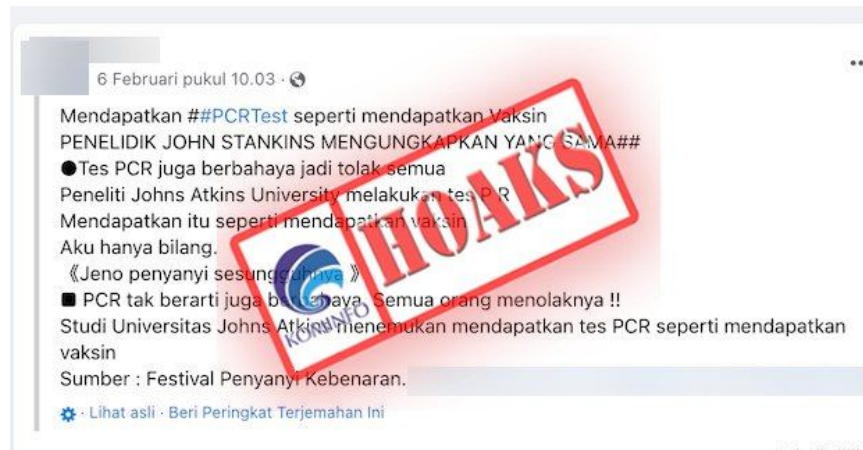 6 Februari pukul 10.03 ·
Mendapatkan ##PCRTest seperti mendapatkan Vaksin
PENELIDIK JOHN STANKINS MENGUNGKAPKAN YANG SAMA##
●Tes PCR juga berbahaya jadi tolak semua
Peneliti Johns Atkins University melakukan tes P R
Mendapatkan itu seperti mendapatkan vaksin
Aku hanya bilang.
《Jeno penyanyi sesungguhnya 》
■ PCR tak berarti juga berbahaya. Semua orang menolaknya !!
Studi Universitas Johns Atkins menemukan mendapatkan tes PCR seperti mendapatkan
vaksin
Sumber : Festival Penyanyi Kebenaran.
· Lihat asli · Beri Peringkat Terjemahan Ini
HOAKS
KOMINFO